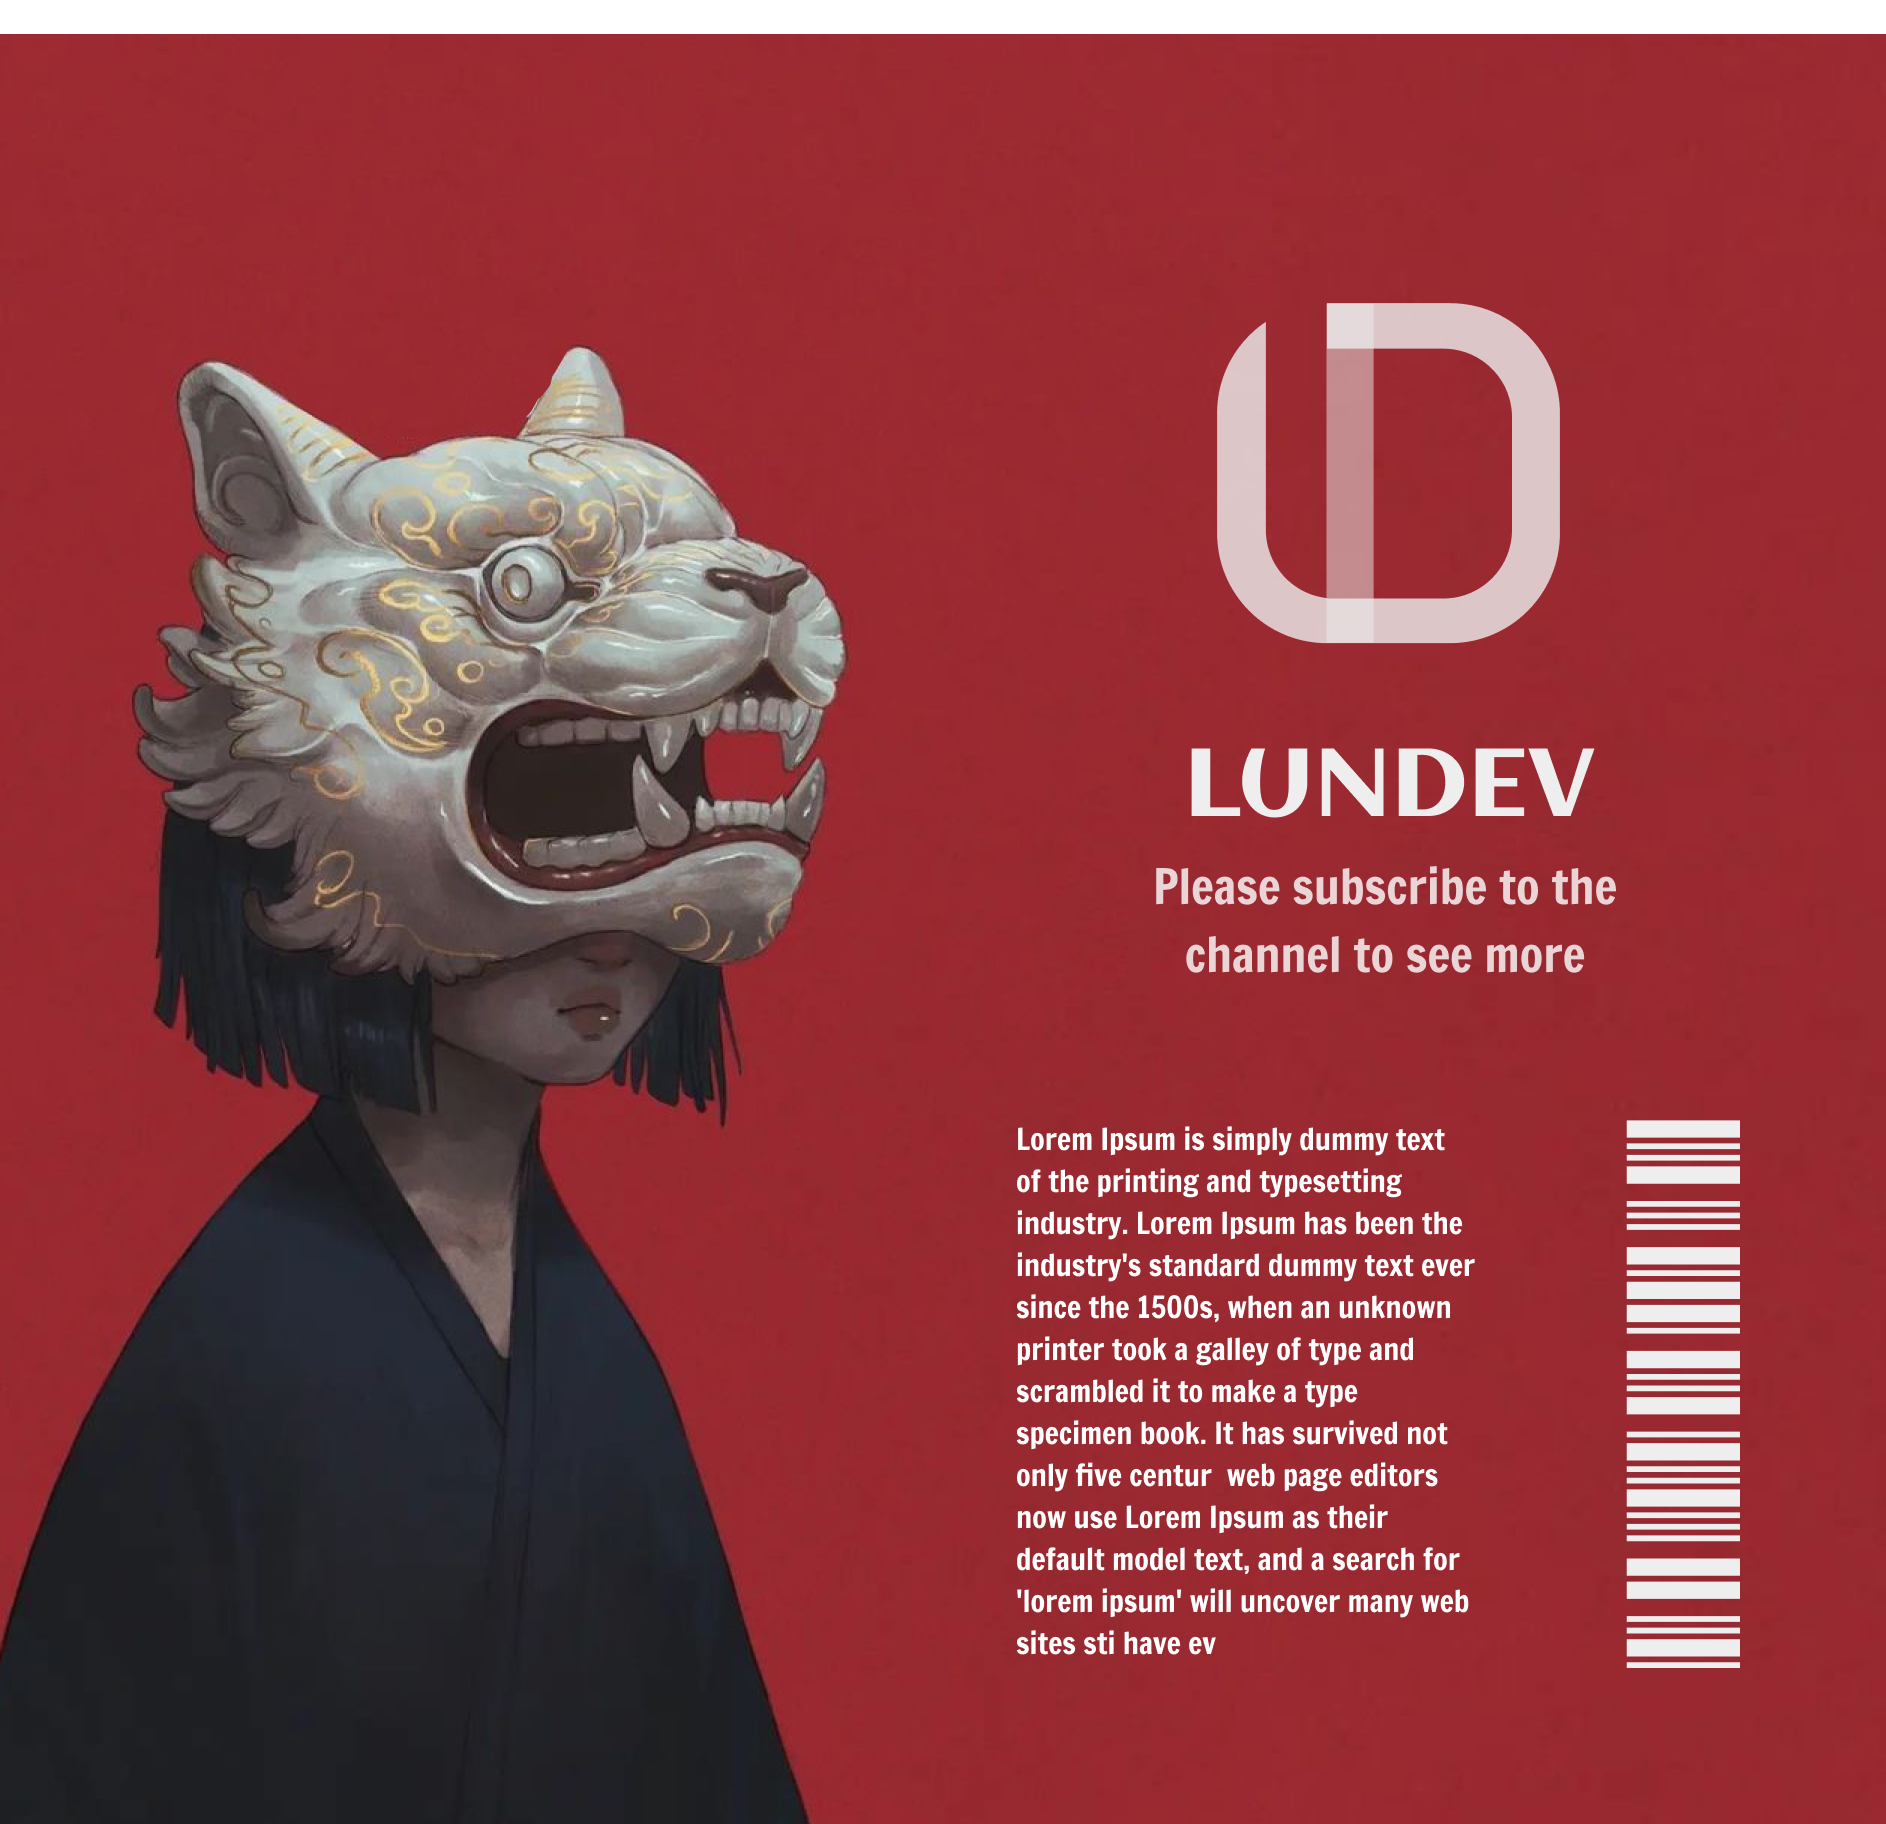 LUNDEV
Please subscribe to the
channel to see more
Lorem Ipsum is simply dummy text
of the printing and typesetting
industry. Lorem Ipsum has been the
industry's standard dummy text ever
since the 1500s, when an unknown
printer took a galley of type and
scrambled it to make a type
specimen book. It has survived not
only five centur  web page editors
now use Lorem Ipsum as their
default model text, and a search for
'lorem ipsum' will uncover many web
sites sti have ev